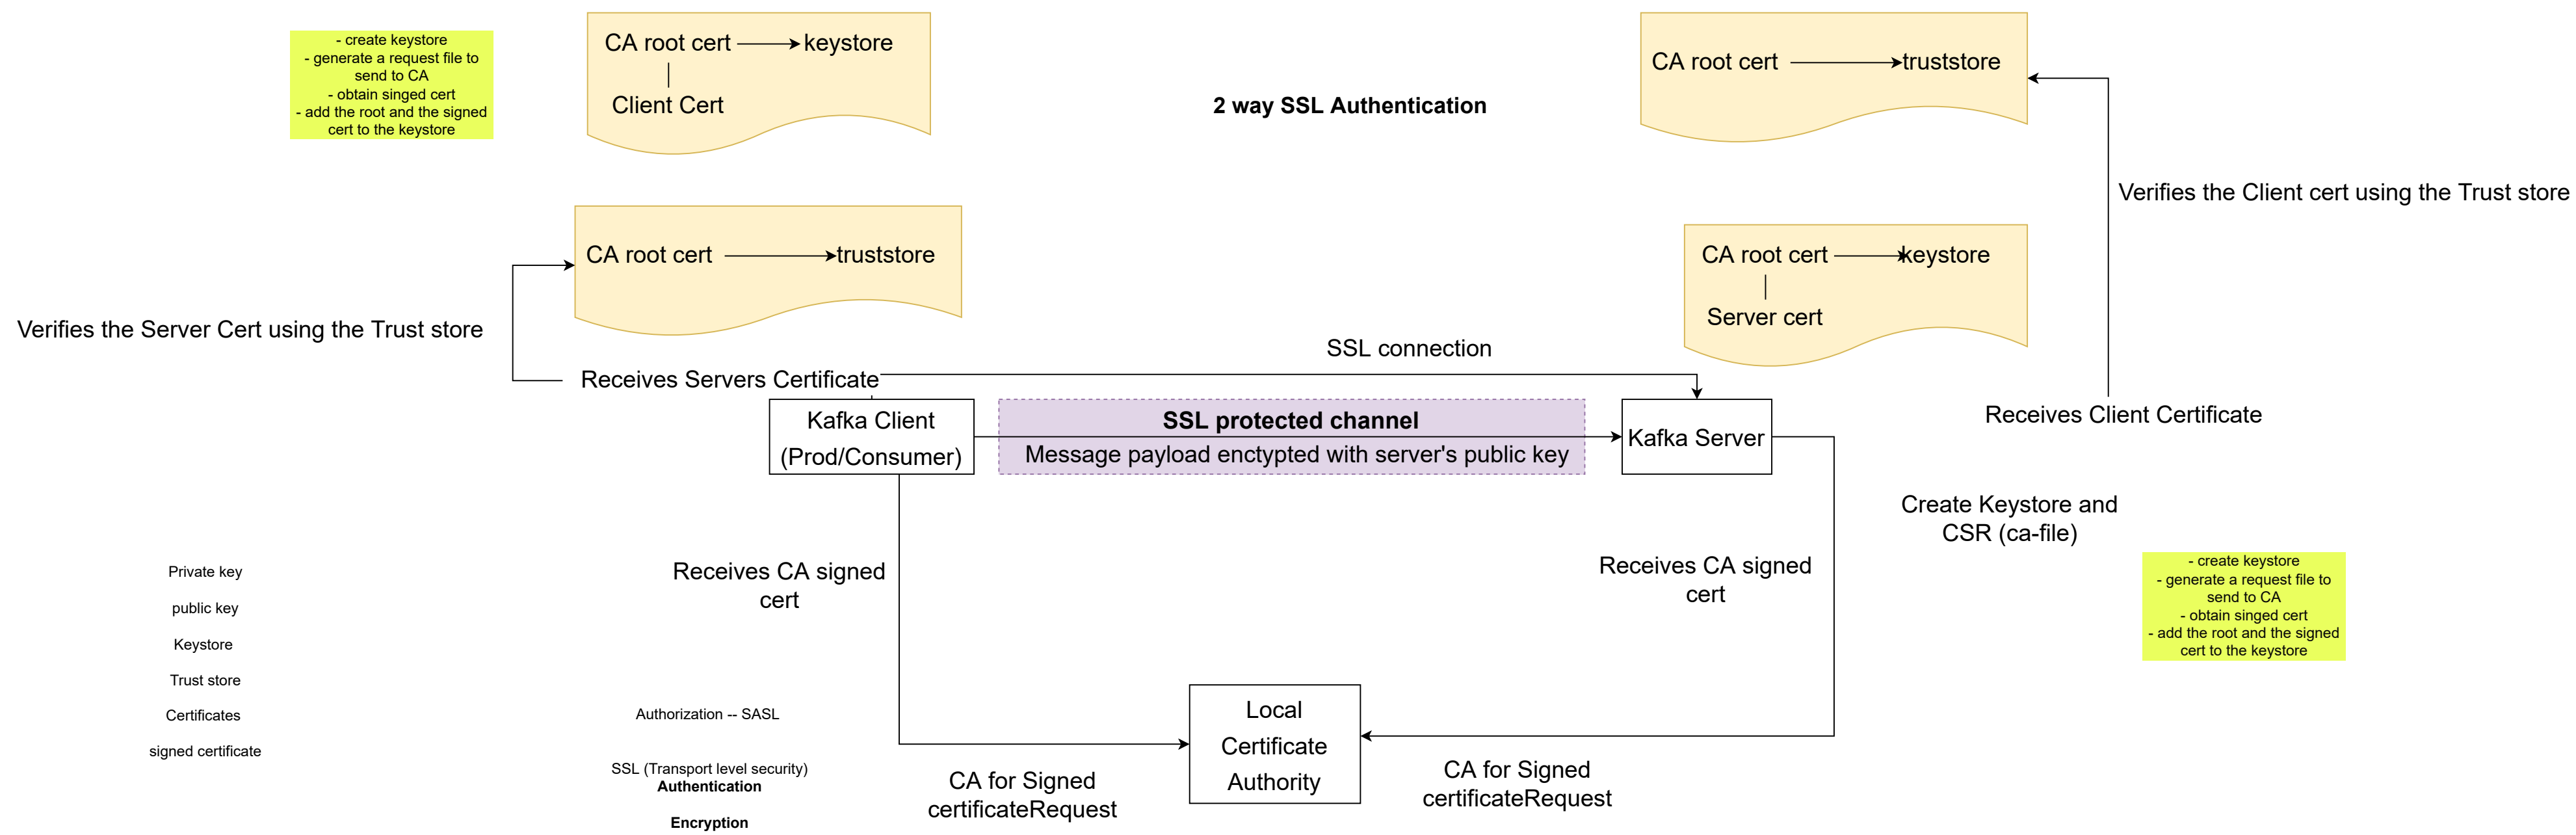 - create keystore
- generate a request file to
send to CA
- obtain singed cert
- add the root and the signed
cert to the keystore
CA root cert
keystore
Client Cert
2 way SSL Authentication
CA root cert
truststore
Verifies the Client cert using the Trust store
CA root cert
truststore
CA root cert
keystore
Server cert
Verifies the Server Cert using the Trust store
SSL connection
Receives Servers Certificate
Receives Client Certificate
Kafka Client
(Prod/Consumer)
SSL protected channel
Message payload enctypted with server's public key
Kafka Server
Create Keystore and
CSR (ca-file)
Receives CA signed
cert
Receives CA signed
cert
- create keystore
- generate a request file to
send to CA
- obtain singed cert
- add the root and the signed
cert to the keystore
Private key
public key
Keystore
Trust store
Certificates
signed certificate
Authorization -- SASL
SSL (Transport level security)
Authentication
Encryption
Local
Certificate
Authority
CA for Signed
certificateRequest
CA for Signed
certificateRequest